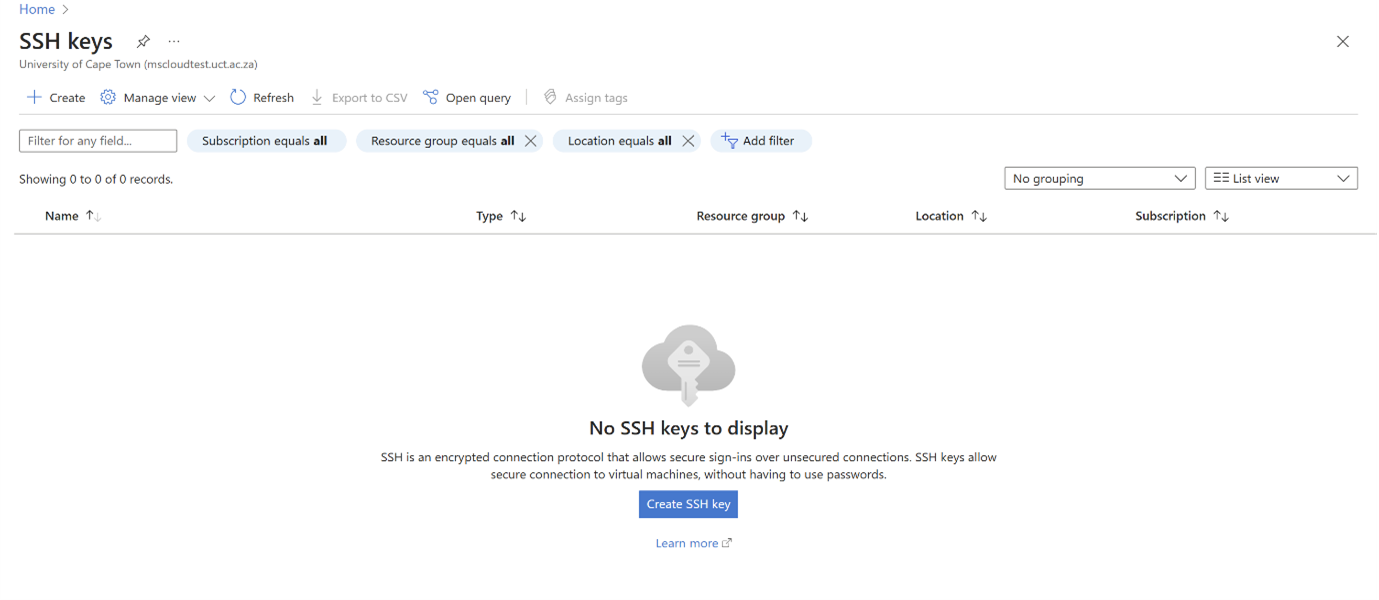 Home
SSH keys
University of Cape Town (mscloudtest.uct.ac.za)
Create Manage view Refresh Export to CSV Open query Assign tags
Filter for any field... Subscription equals all Resource group equals all Location equals all Add filter
Showing 0 to 0 of 0 records. No grouping List view
Name Type Resource group Location Subscription
No SSH keys to display
SSH is an encrypted connection protocol that allows secure sign-ins over unsecured connections. SSH keys allow
secure connection to virtual machines, without having to use passwords.
Create SSH key
Learn more